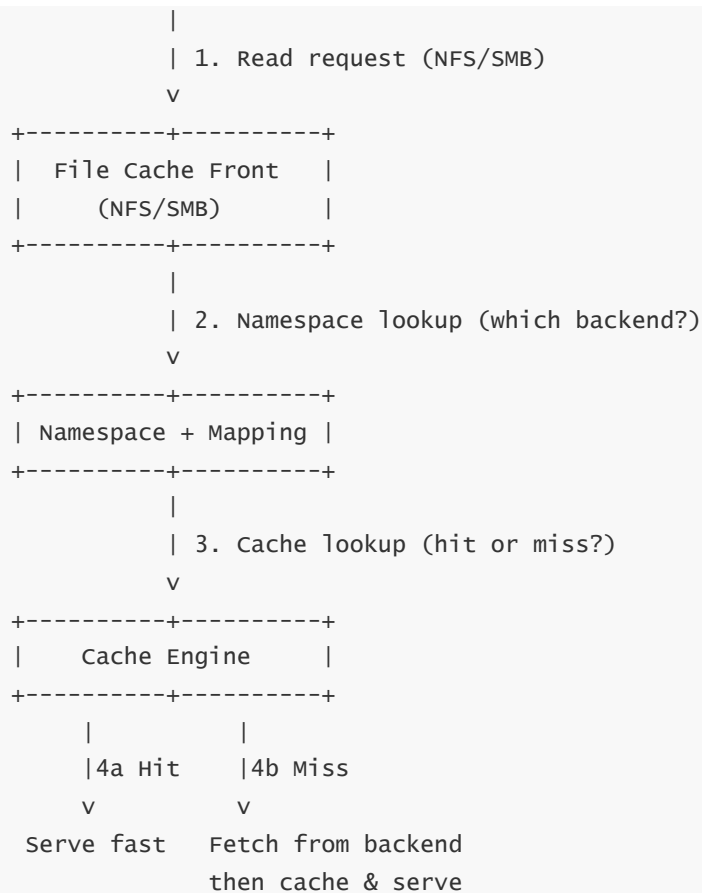 |
| 1. Read request (NFS/SMB)
v
+----------+----------+
|  File Cache Front   |
|      (NFS/SMB)      |
+----------+----------+
|
| 2. Namespace lookup (which backend?)
v
+----------+----------+
| Namespace + Mapping |
+----------+----------+
|
| 3. Cache lookup (hit or miss?)
v
+----------+----------+
|    Cache Engine     |
+----------+----------+
|          |
|4a Hit    |4b Miss
v          v
Serve fast   Fetch from backend
then cache & serve